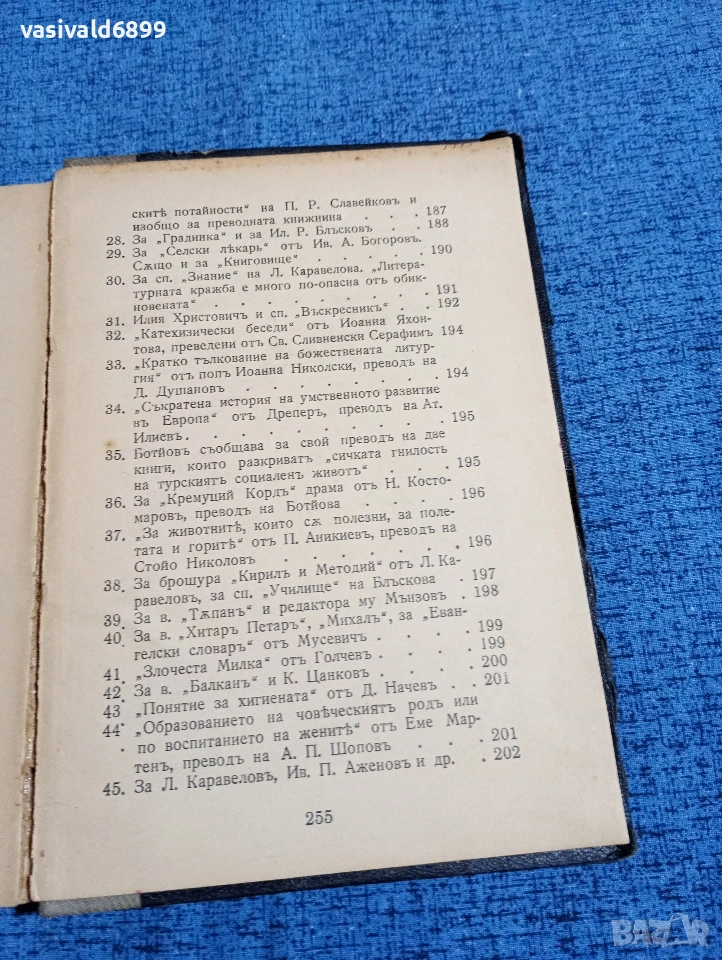 vasivald6899
скитѣ потайности“ на П. Р. Славейковъ и
изобщо за преводната книжнина . . . 187
28. За „Градинка“ и за Ил. Р. Блъсковъ . . 188
29. За „Селски лѣкарь“ отъ Ив. А. Богоровъ.
Сѫщо и за „Книговище“ . . . . . 190
30. За сп. „Знание“ на Л. Каравелова. „Литера-
турната кражба е много по-опасна отъ обик-
новената“ . . . . . . . . 191
31. Илия Христовичъ и сп. „Въскресникъ“ . . 192
32. „Катехизически беседи“ отъ Иоанна Яхон-
това, преведени отъ Св. Сливненски Серафимъ 194
33. „Кратко тълкование на божествената литур-
гия“ отъ попъ Иоанна Николски, преводъ на
Д. Душановъ . . . . . . . 194
34. „Съкратена история на умственото развитие
въ Европа“ отъ Дреперъ, преводъ на Ат.
Илиевъ. . . . . . . . . 195
35. Ботйовъ съобщава за свой преводъ на две
книги, които разкриватъ „сичката гнилость
на турскиятъ социаленъ животъ“ . . . 195
36. За „Кремуций Кордъ“ драма отъ Н. Косто-
маровъ, преводъ на Ботйова . . . . 196
37. „За животнитѣ, които сѫ полезни, за поле-
тата и горитѣ“ отъ П. Аникиев, преводъ на
Стойо Николовъ . . . . . . 196
38. За брошура „Кирилъ и Методий“ отъ Л. Ка-
равеловъ, за сп. „Училище“ на Блъскова . 197
39. За в. „Тѫпанъ“ и редактора му Мънзовъ . 198
40. За в. „Хитаръ Петаръ“, „Михалъ“, за „Еван-
гелски словаръ“ отъ Мусевичъ . . . 199
41. „Злочеста Милка“ отъ Голчевъ . . . . 199
42. За в. „Балканъ“ и К. Цанковъ . . . . 200
43 „Понятие за хигиената“ отъ Д. Начевъ . . 201
44. „Образованието на човѣческиятъ родъ или
по воспитанието на женитѣ“ отъ Еме Мар-
тенъ, преводъ на А. П. Шоповъ . . . 201
45. За Л. Каравеловъ, Ив. П. Аженовъ и др. . 202
255
BAZAR